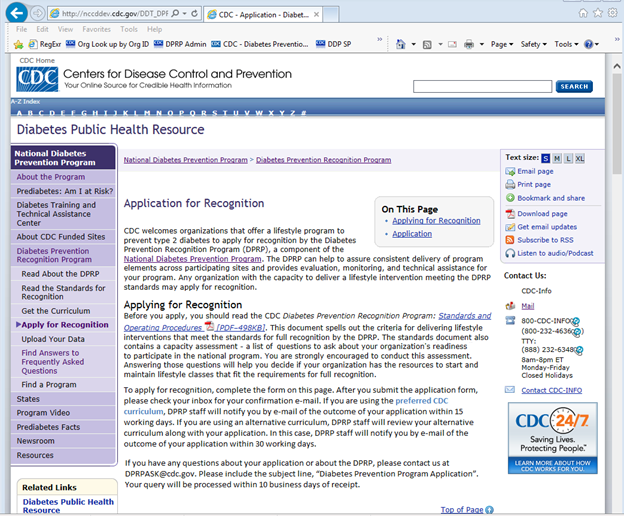 http://nccddev.cdc.gov/DDT_DPF
CDC - Application - Diabet...
File Edit View Favorites Tools Help
RegExr Org Look up by Org ID DPRP Admin CDC - Diabetes Preventio... DDP SP
Page Safety Tools
CDC Home
CDC
Centers for Disease Control and Prevention
Your Online Source for Credible Health Information
SEARCH
A-Z Index
A B C D E F G H I J K L M N O P Q R S T U V W X Y Z #
Diabetes Public Health Resource
National Diabetes
Prevention Program
About the Program
Prediabetes: Am I at Risk?
Diabetes Training and
Technical Assistance
Center
About CDC Funded Sites
Diabetes Prevention
Recognition Program
Read About the DPRP
Read the Standards for
Recognition
Get the Curriculum
Apply for Recognition
Upload Your Data
Find Answers to
Frequently Asked
Questions
Find a Program
States
Program Video
Prediabetes Facts
Newsroom
Resources
Related Links
Diabetes Public Health
Resource
National Diabetes Prevention Program > Diabetes Prevention Recognition Program
Application for Recognition
On This Page
Applying for Recognition
Application
CDC welcomes organizations that offer a lifestyle program to
prevent type 2 diabetes to apply for recognition by the Diabetes
Prevention Recognition Program (DPRP), a component of the
National Diabetes Prevention Program. The DPRP can help to assure consistent delivery of program
elements across participating sites and provides evaluation, monitoring, and technical assistance for
your program. Any organization with the capacity to deliver a lifestyle intervention meeting the DPRP
standards may apply for recognition.
Applying for Recognition
Before you apply, you should read the CDC Diabetes Prevention Recognition Program: Standards and
Operating Procedures [PDF-498KB]. This document spells out the criteria for delivering lifestyle
interventions that meet the standards for full recognition by the DPRP. The standards document also
contains a capacity assessment - a list of questions to ask about your organization's readiness
to participate in the national program. You are strongly encouraged to conduct this assessment.
Answering those questions will help you decide if your organization has the resources to start and
maintain lifestyle classes that fit the requirements for full recognition.
To apply for recognition, complete the form on this page. After you submit the application form,
please check your inbox for your confirmation e-mail. If you are using the preferred CDC
curriculum, DPRP staff will notify you by e-mail of the outcome of your application within 15
working days. If you are using an alternative curriculum, DPRP staff will review your alternative
curriculum along with your application. In this case, DPRP staff will notify you by e-mail of the
outcome of your application within 30 working days.
If you have any questions about your application or about the DPRP, please contact us at
DPRPASK@cdc.gov. Please include the subject line, "Diabetes Prevention Program Application".
Your query will be processed within 10 business days of receipt.
Top of Page
Text size: S M L XL
Email page
Print page
Bookmark and share
Download page
Get email updates
Subscribe to RSS
Listen to audio/Podcast
Contact Us:
CDC-Info
Mail
800-CDC-INFO
(800-232-4636)
TTY:
(888) 232-6348
8am-8pm ET
Monday-Friday
Closed Holidays
Contact CDC-INFO
CDC 24/7
Saving Lives.
Protecting People.™
LEARN MORE ABOUT HOW
CDC WORKS FOR YOU.